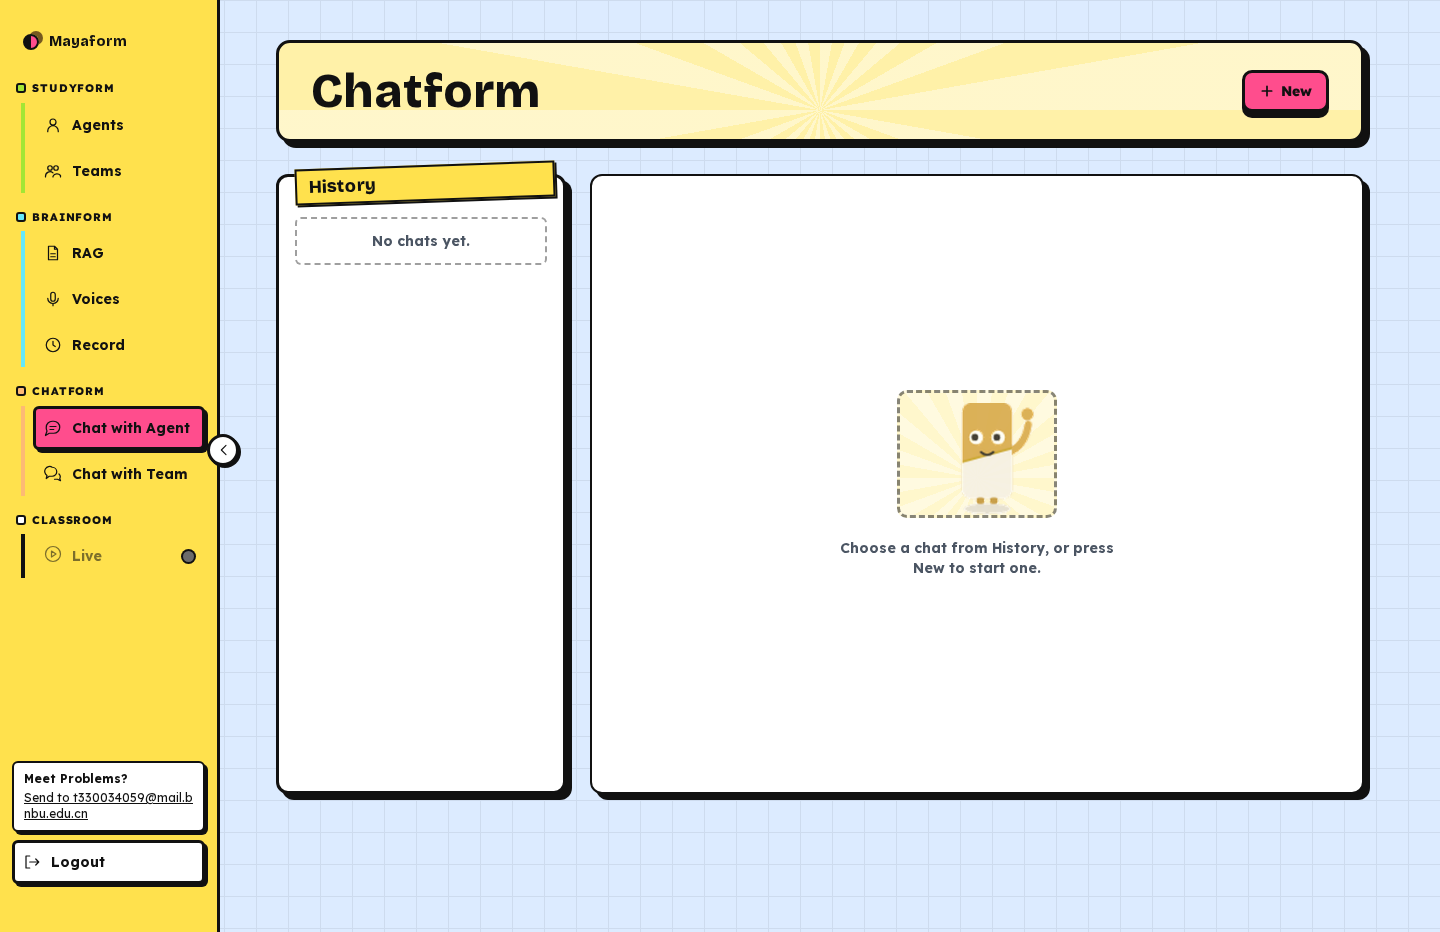 Mayaform
STUDYFORM
Agents
Teams
BRAINFORM
RAG
Voices
Record
CHATFORM
Chat with Agent
Chat with Team
CLASSROOM
Live
Meet Problems?
Send to t330034059@mail.b
nbu.edu.cn
Logout
Chatform
New
History
No chats yet.
Choose a chat from History, or press
New to start one.